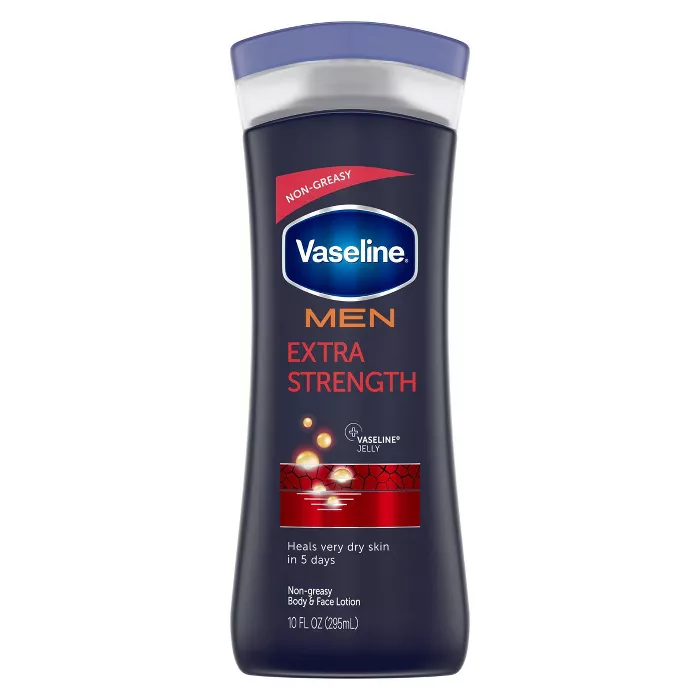 NON-GREASY
Vaseline®
MEN
EXTRA
STRENGTH
VASELINE®
JELLY
Heals very dry skin
in 5 days
Non-greasy
Body & Face Lotion
10 FL OZ (295mL)